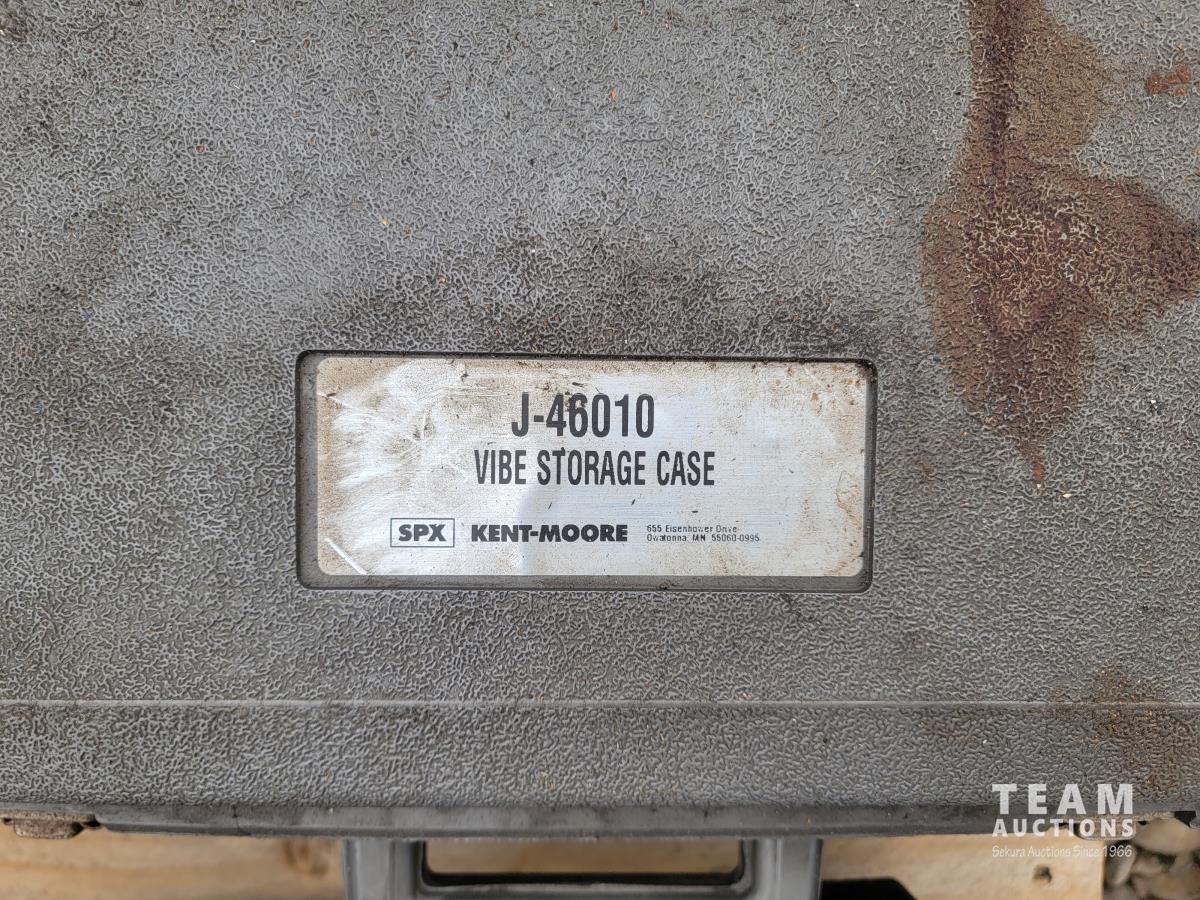 J-46010
VIBE STORAGE CASE
SPX KENT-MOORE
655 Eisenhower Drive
Owatonna, MN 55060-0995
TEAM
AUCTIONS
Sekura Auctions Since 1966